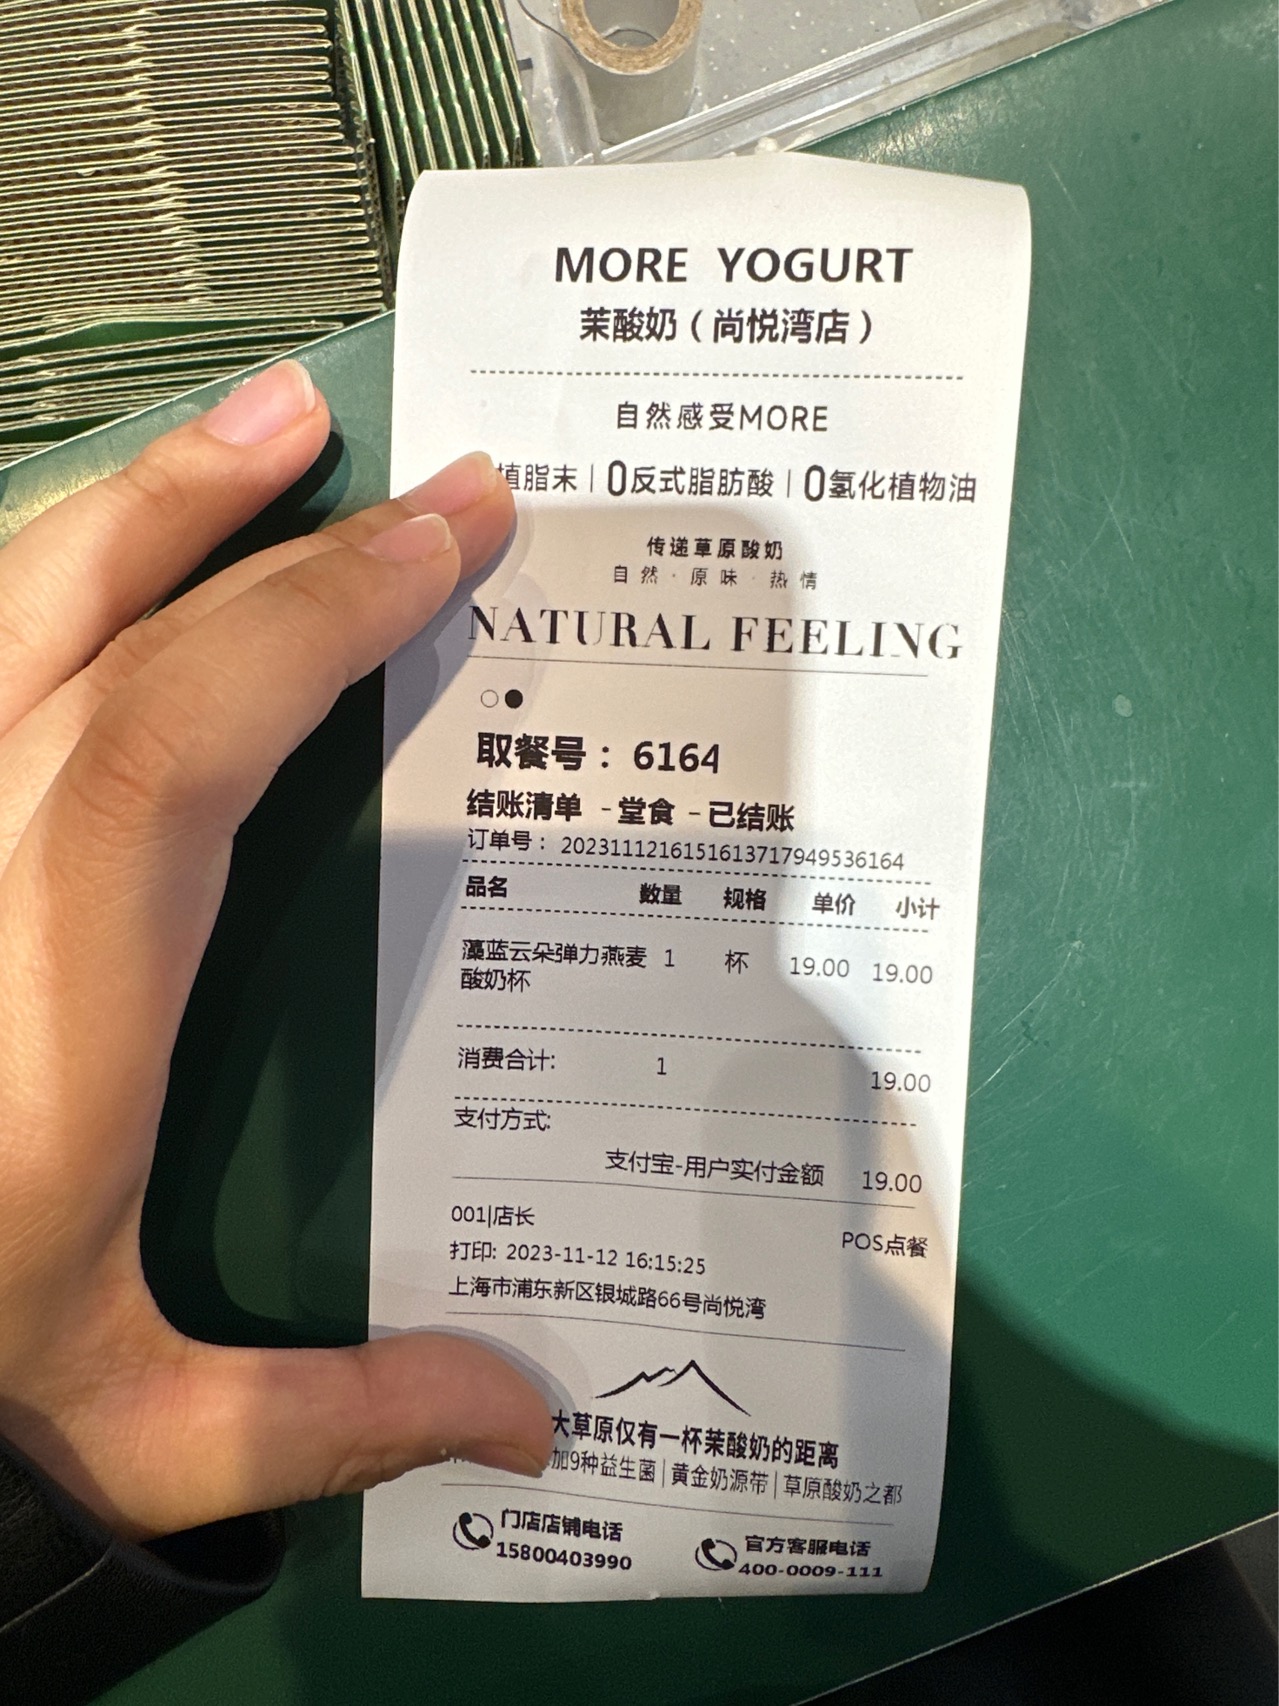 MORE YOGURT
茉酸奶（尚悦湾店）
自然感受MORE
植脂末｜0反式脂肪酸｜0氢化植物油
传递草原酸奶
自然·原味·热情
NATURAL FEELING
取餐号：6164
结账清单 -堂食 -已结账
订单号：20231112161516137179495​36164
品名 数量 规格 单价 小计
藻蓝云朵弹力燕麦 1 杯 19.00 19.00
酸奶杯
消费合计: 1 19.00
支付方式:
支付宝-用户实付金额 19.00
001|店长
POS点餐
打印: 2023-11-12 16:15:25
上海市浦东新区银城路66号尚悦湾
大草原仅有一杯茉酸奶的距离
加9种益生菌｜黄金奶源带｜草原酸奶之都
门店店铺电话
15800403990
官方客服电话
400-0009-111